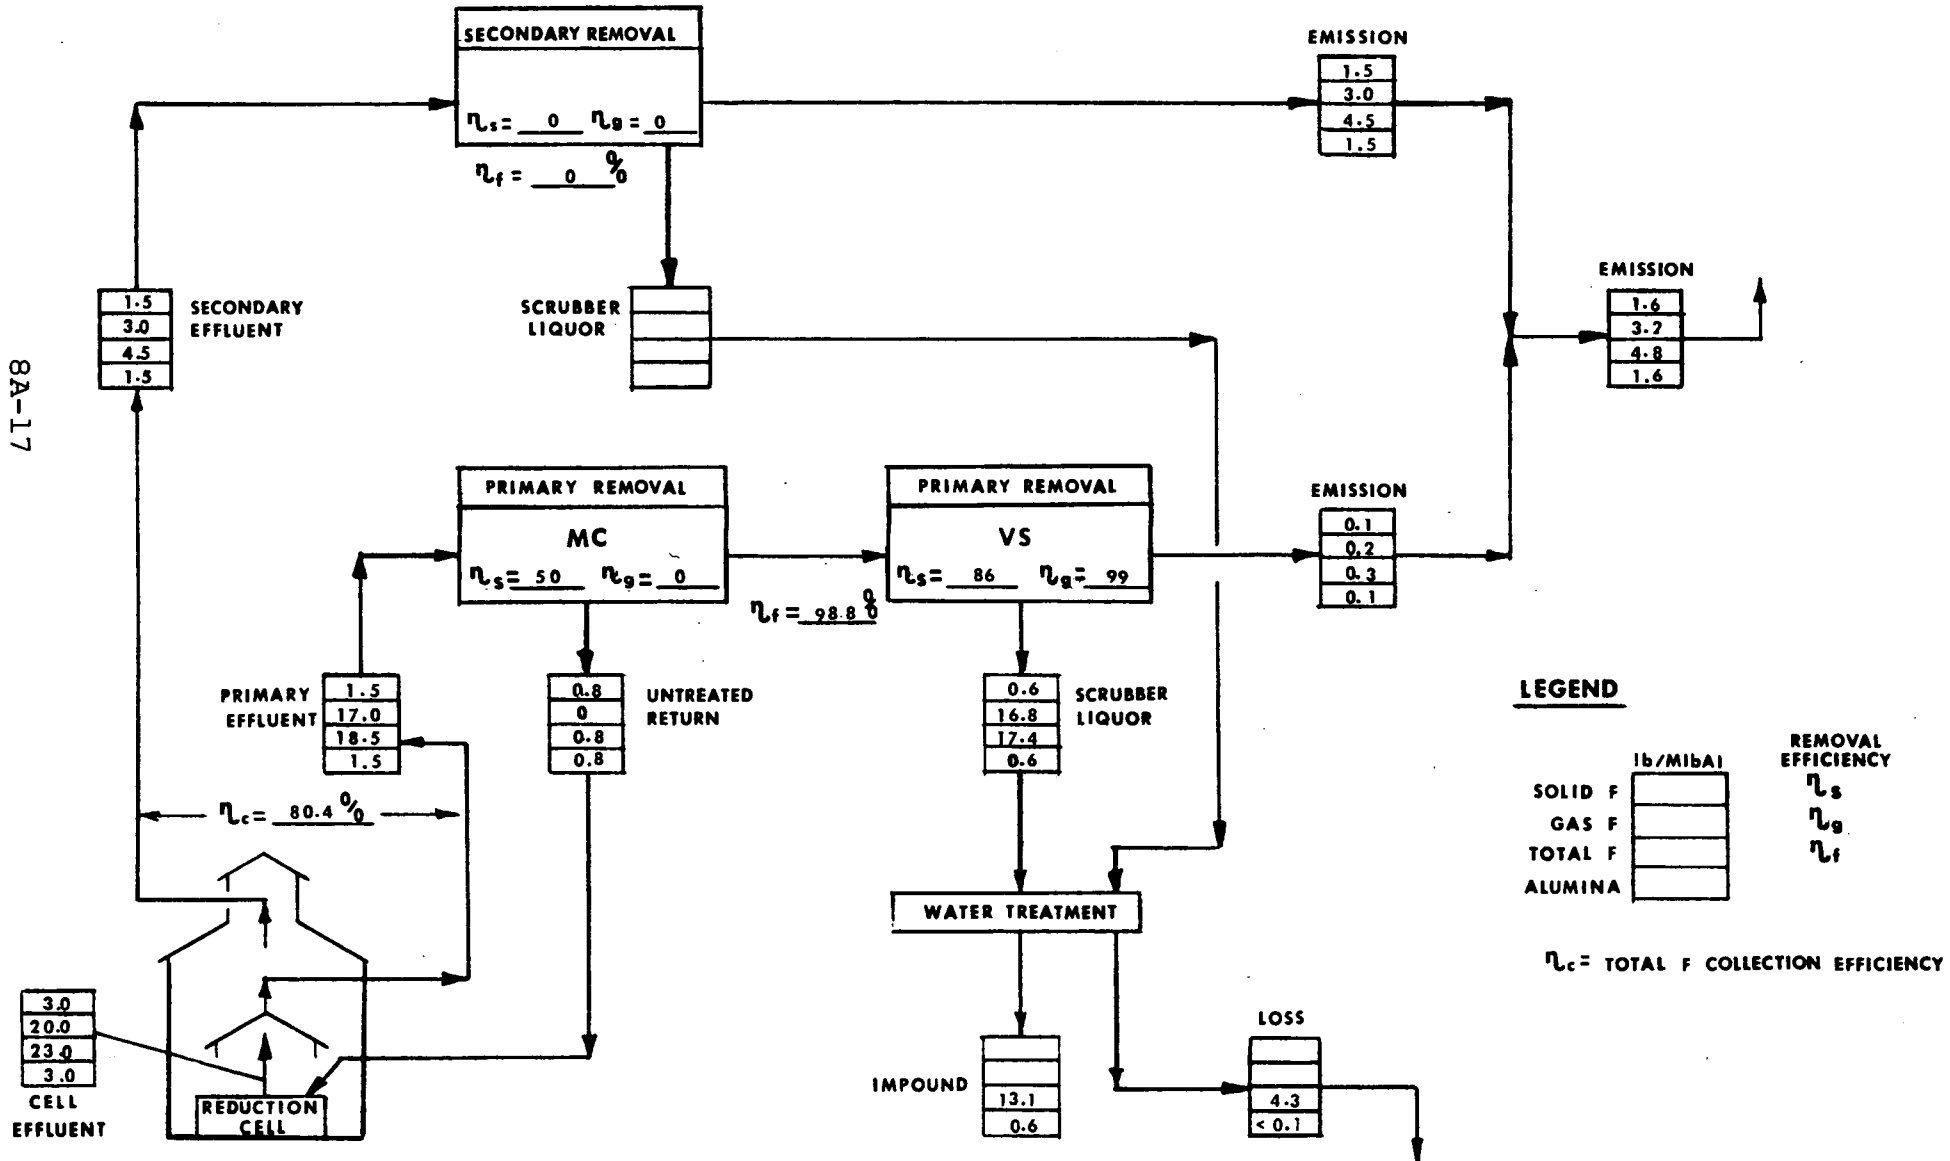 SECONDARY REMOVAL
ηs= 0 ηg= 0
ηf = 0 %
EMISSION
1.5
3.0
4.5
1.5
1.5
3.0
4.5
1.5
SECONDARY
EFFLUENT
SCRUBBER
LIQUOR
EMISSION
1.6
3.2
4.8
1.6
8A-17
PRIMARY REMOVAL
MC
ηs= 50 ηg= 0
ηf = 98.8 %
PRIMARY REMOVAL
VS
ηs= 86 ηg= 99
EMISSION
0.1
0.2
0.3
0.1
PRIMARY
EFFLUENT
1.5
17.0
18.5
1.5
0.8
0
0.8
0.8
UNTREATED
RETURN
0.6
16.8
17.4
0.6
SCRUBBER
LIQUOR
ηc= 80.4 %
WATER TREATMENT
3.0
20.0
23.0
3.0
CELL
EFFLUENT
REDUCTION
CELL
IMPOUND
13.1
0.6
LOSS
4.3
< 0.1
LEGEND
lb/MlbAl
REMOVAL
EFFICIENCY
SOLID F ηs
GAS F ηg
TOTAL F ηf
ALUMINA
ηc= TOTAL F COLLECTION EFFICIENCY